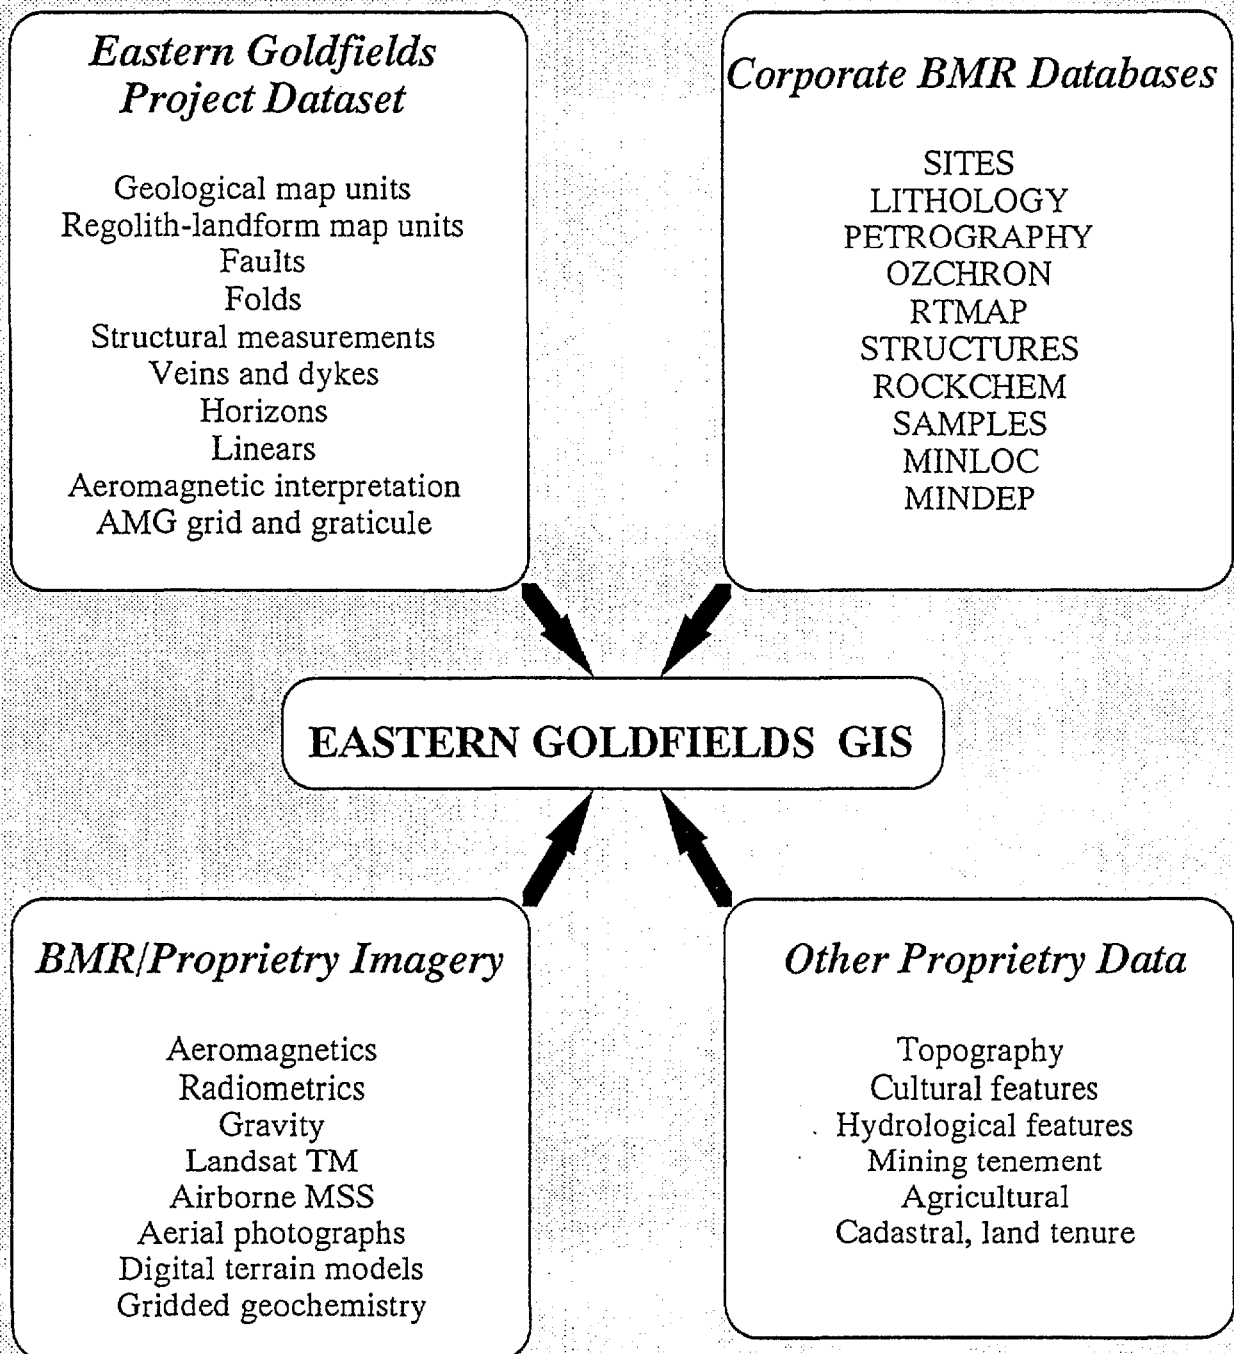 Eastern Goldfields
Project Dataset
Geological map units
Regolith-landform map units
Faults
Folds
Structural measurements
Veins and dykes
Horizons
Linears
Aeromagnetic interpretation
AMG grid and graticule
Corporate BMR Databases
SITES
LITHOLOGY
PETROGRAPHY
OZCHRON
RTMAP
STRUCTURES
ROCKCHEM
SAMPLES
MINLOC
MINDEP
EASTERN GOLDFIELDS GIS
BMR/Proprietry Imagery
Aeromagnetics
Radiometrics
Gravity
Landsat TM
Airborne MSS
Aerial photographs
Digital terrain models
Gridded geochemistry
Other Proprietry Data
Topography
Cultural features
Hydrological features
Mining tenement
Agricultural
Cadastral, land tenure